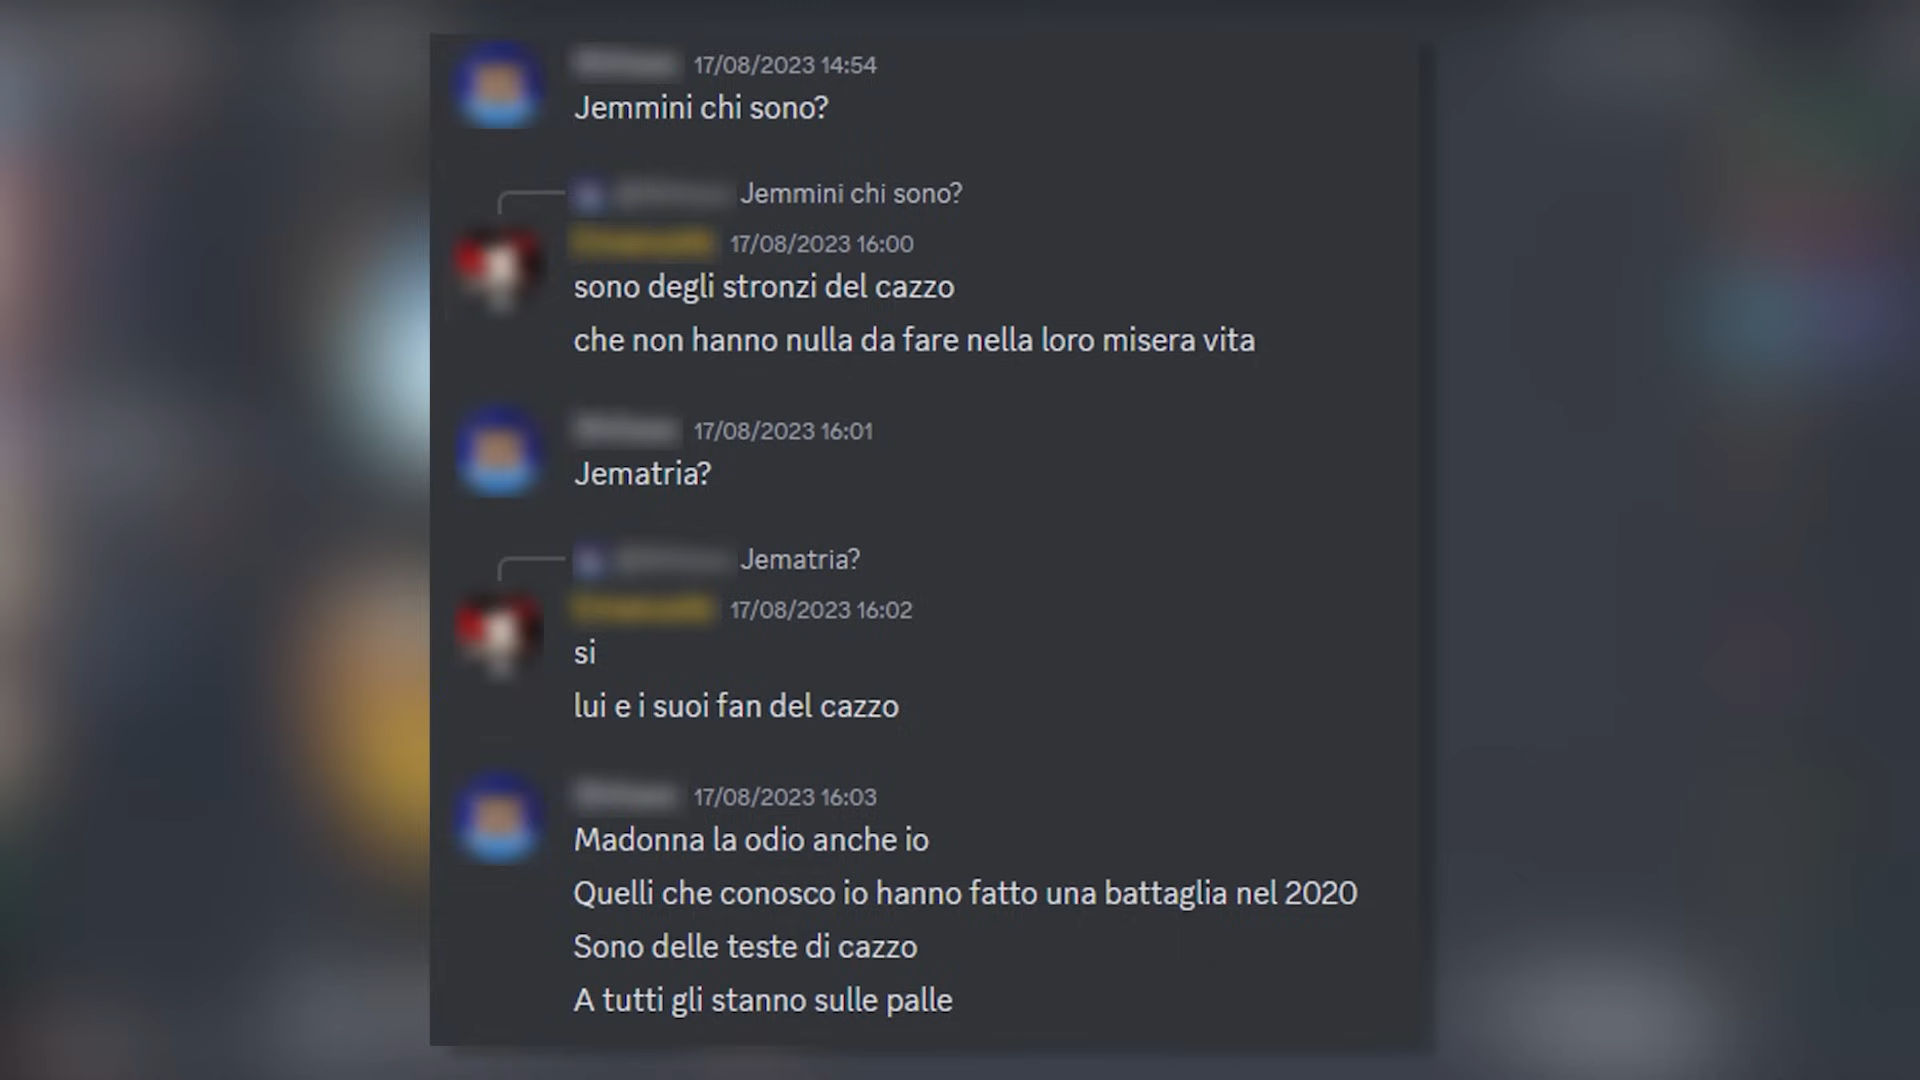 17/08/2023 14:54
Jemmini chi sono?
Jemmini chi sono?
17/08/2023 16:00
sono degli stronzi del cazzo
che non hanno nulla da fare nella loro misera vita
17/08/2023 16:01
Jematria?
Jematria?
17/08/2023 16:02
si
lui e i suoi fan del cazzo
17/08/2023 16:03
Madonna la odio anche io
Quelli che conosco io hanno fatto una battaglia nel 2020
Sono delle teste di cazzo
A tutti gli stanno sulle palle